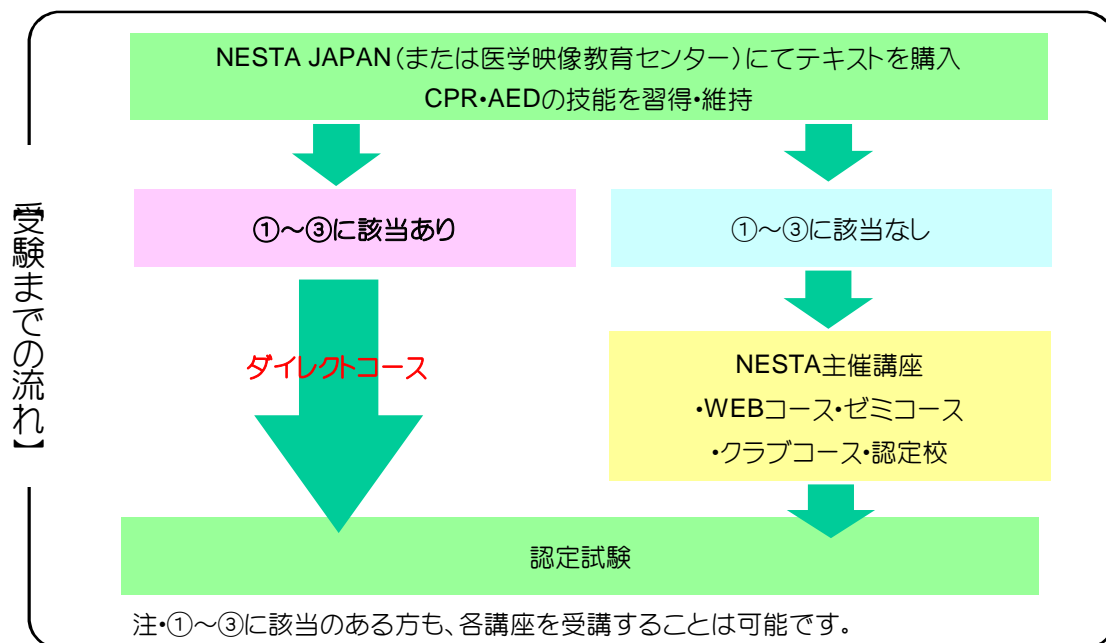 【受験までの流れ】
NESTA JAPAN(または医学映像教育センター)にてテキストを購入
CPR・AEDの技能を習得・維持
①～③に該当あり
①～③に該当なし
ダイレクトコース
NESTA主催講座
・WEBコース・ゼミコース
・クラブコース・認定校
認定試験
注・①～③に該当のある方も、各講座を受講することは可能です。